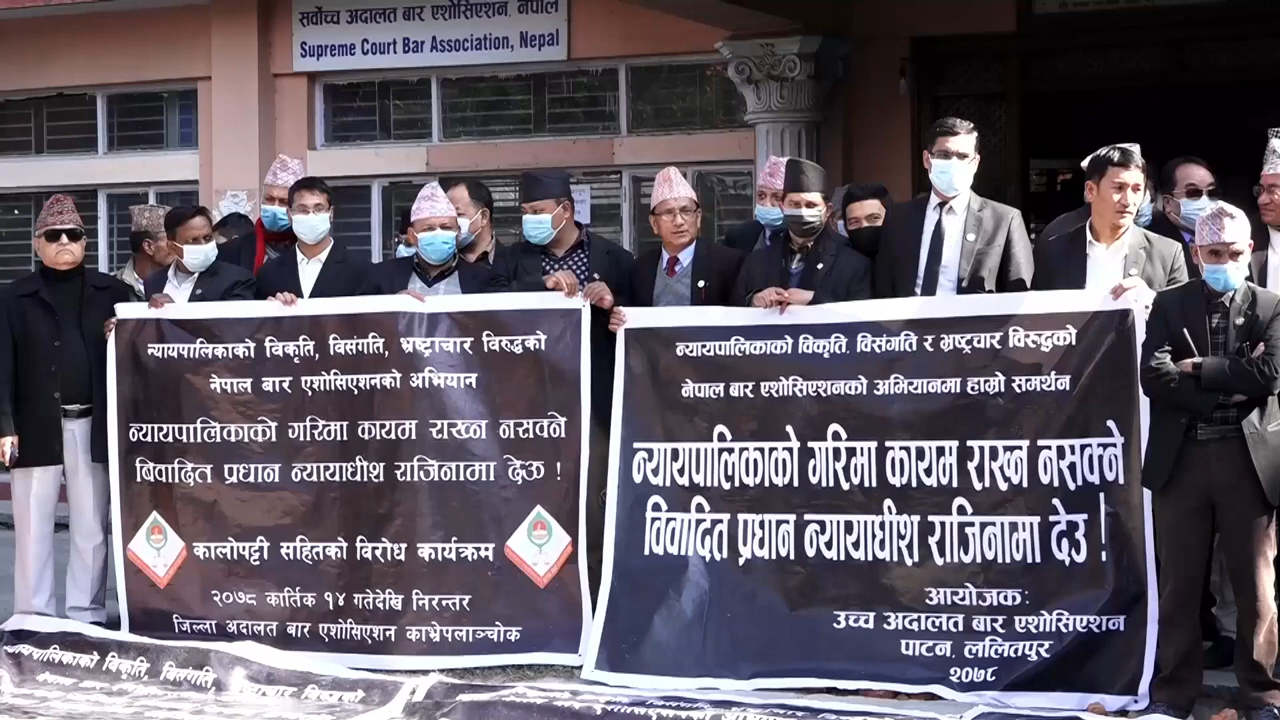 सर्वोच्च अदालत बार एशोसिएशन, नेपाल
Supreme Court Bar Association, Nepal
न्यायपालिकाको विकृति, विसंगति, भ्रष्ट्राचार विरुद्धको
नेपाल बार एशोसिएशनको अभियान
न्यायपालिकाको गरिमा कायम राख्न नसक्ने
बिवादित प्रधान न्यायाधीश राजिनामा देऊ !
कालोपट्टी सहितको विरोध कार्यक्रम
२०७८ कार्तिक १४ गतेदेखि निरन्तर
जिल्ला अदालत बार एशोसिएशन काभ्रेपलाञ्चोक
न्यायपालिकाको विकृति, विसंगति र भ्रष्ट्रचार विरुद्धको
नेपाल बार एशोसिएशनको अभियानमा हाम्रो समर्थन
न्यायपालिकाको गरिमा कायम राख्न नसक्ने
विवादित प्रधान न्यायाधीश राजिनामा देउ !
आयोजक:
उच्च अदालत बार एशोसिएशन
पाटन, ललितपुर
२०७८
न्यायपालिकाको विकृति, विसंगति,